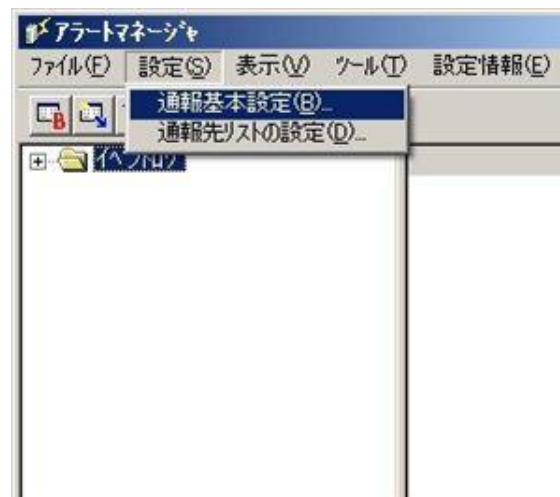 アラートマネージャ
ファイル(F) 設定(S) 表示(V) ツール(T) 設定情報(E)
通報基本設定(B)...
通報先リストの設定(D)...
イベントログ